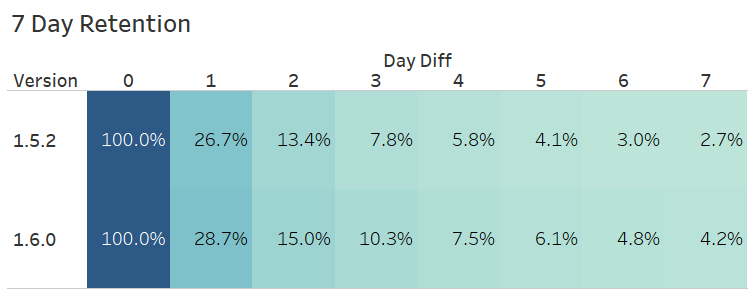 7 Day Retention
Day Diff
Version 0 1 2 3 4 5 6 7
1.5.2 100.0% 26.7% 13.4% 7.8% 5.8% 4.1% 3.0% 2.7%
1.6.0 100.0% 28.7% 15.0% 10.3% 7.5% 6.1% 4.8% 4.2%